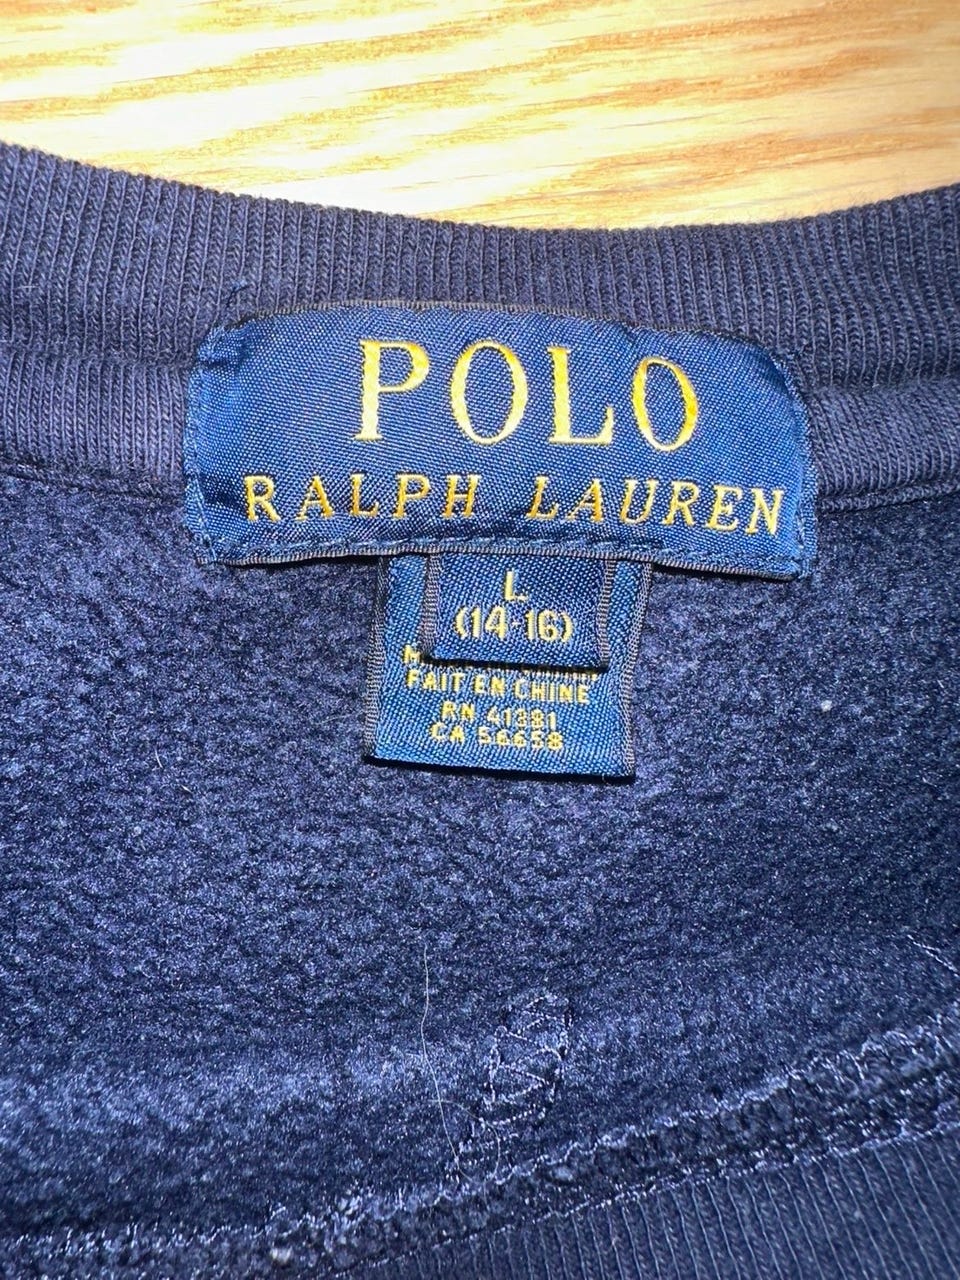 POLO
RALPH LAUREN
L
(14-16)
FAIT EN CHINE
RN 41381
CA 56658